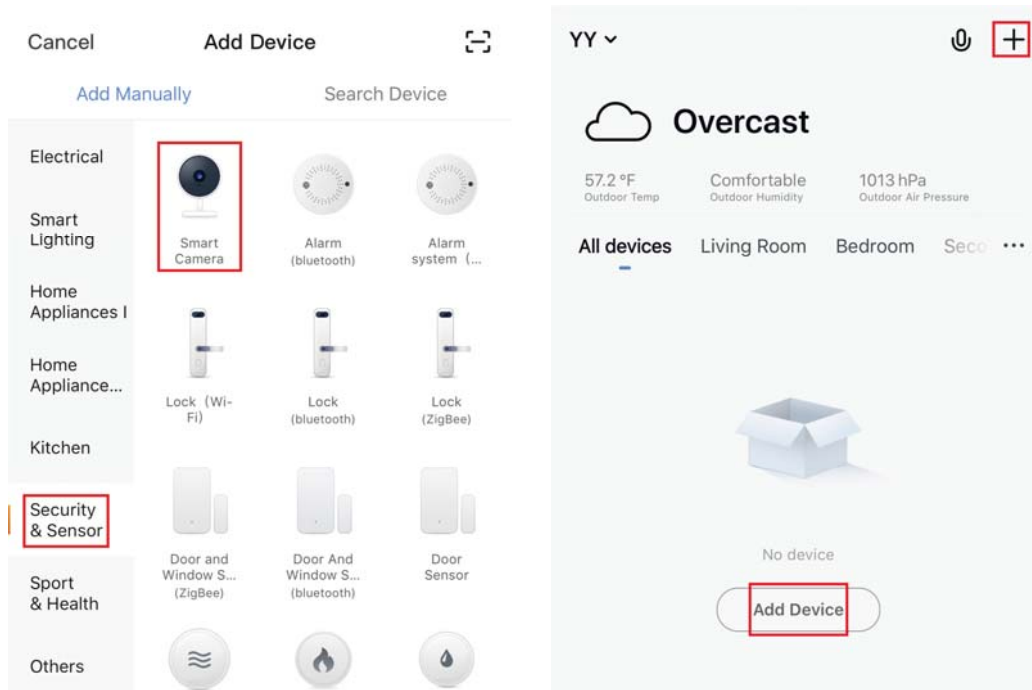 Cancel
Add Device
Add Manually
Search Device
Electrical
Smart
Lighting
Home
Appliances I
Home
Appliance...
Kitchen
Security
& Sensor
Sport
& Health
Others
Smart
Camera
Alarm
(bluetooth)
Alarm
system (...
Lock (Wi-
Fi)
Lock
(bluetooth)
Lock
(ZigBee)
Door and
Window S...
(ZigBee)
Door And
Window S...
(bluetooth)
Door
Sensor
YY
Overcast
57.2 °F
Outdoor Temp
Comfortable
Outdoor Humidity
1013 hPa
Outdoor Air Pressure
All devices Living Room Bedroom Seco ...
No device
Add Device